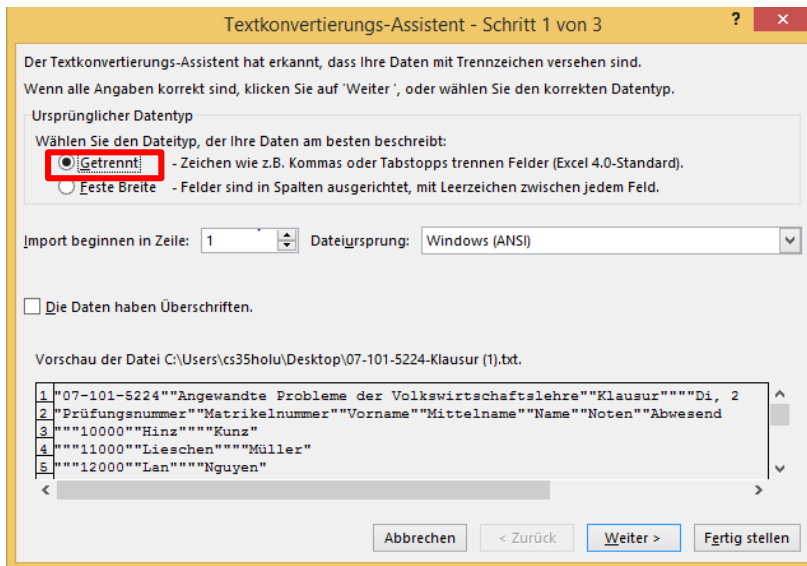 Textkonvertierungs-Assistent - Schritt 1 von 3 ? ×
Der Textkonvertierungs-Assistent hat erkannt, dass Ihre Daten mit Trennzeichen versehen sind.
Wenn alle Angaben korrekt sind, klicken Sie auf 'Weiter ', oder wählen Sie den korrekten Datentyp.
Ursprünglicher Datentyp
Wählen Sie den Dateityp, der Ihre Daten am besten beschreibt:
Getrennt - Zeichen wie z.B. Kommas oder Tabstopps trennen Felder (Excel 4.0-Standard).
Feste Breite - Felder sind in Spalten ausgerichtet, mit Leerzeichen zwischen jedem Feld.
Import beginnen in Zeile: 1 Dateiursprung: Windows (ANSI)
Die Daten haben Überschriften.
Vorschau der Datei C:\Users\cs35holu\Desktop\07-101-5224-Klausur (1).txt.
1 "07-101-5224""Angewandte Probleme der Volkswirtschaftslehre""Klausur""""Di, 2
2 "Prüfungsnummer""Matrikelnummer""Vorname""Mittelname""Name""Noten""Abwesend
3 """10000""Hinz""""Kunz"
4 """11000""Lieschen""""Müller"
5 """12000""Lan""""Nguyen"
Abbrechen < Zurück Weiter > Fertig stellen